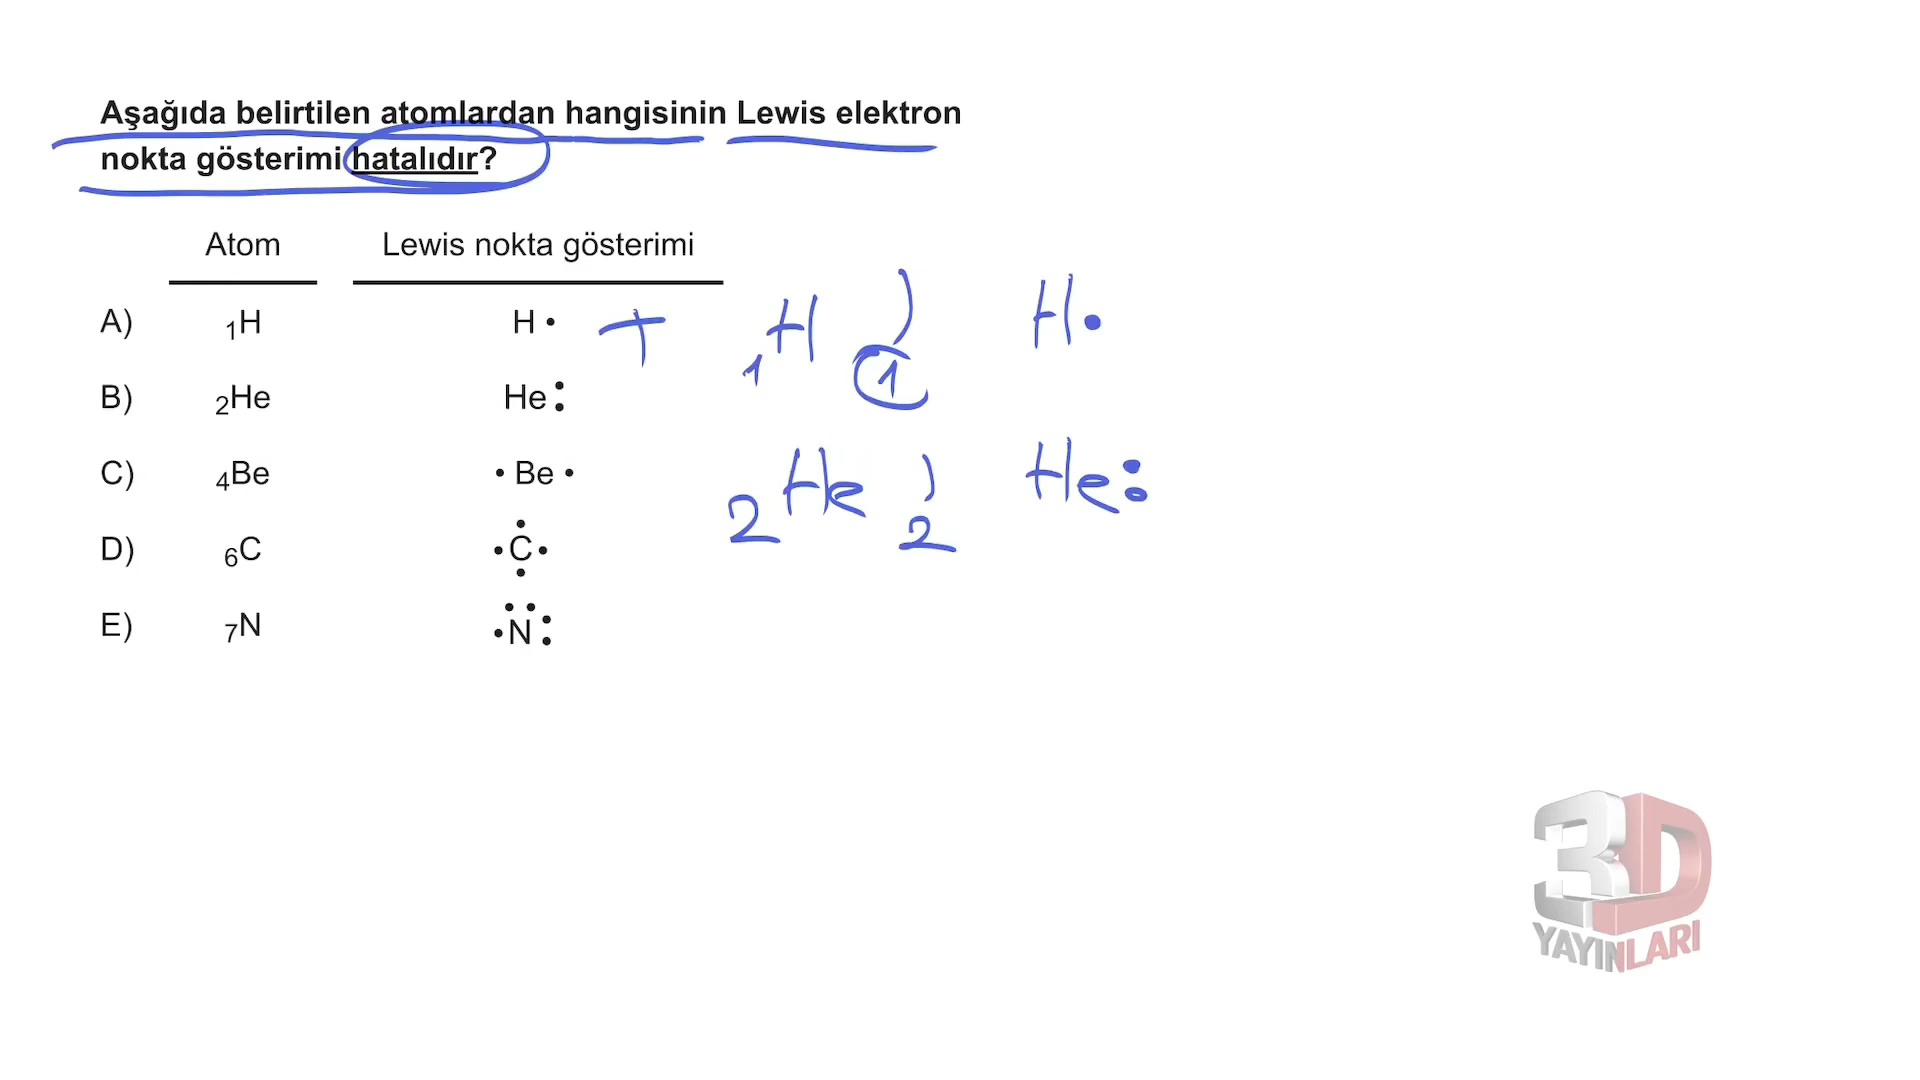 Aşağıda belirtilen atomlardan hangisinin Lewis elektron
nokta gösterimi hatalıdır?
Atom Lewis nokta gösterimi
A) ₁H H • + ₁H ) 1 H•
B) ₂He He:
C) ₄Be • Be • ₂He ) 2 He:
D) ₆C •C•
E) ₇N •N:
3D
YAYINLARI